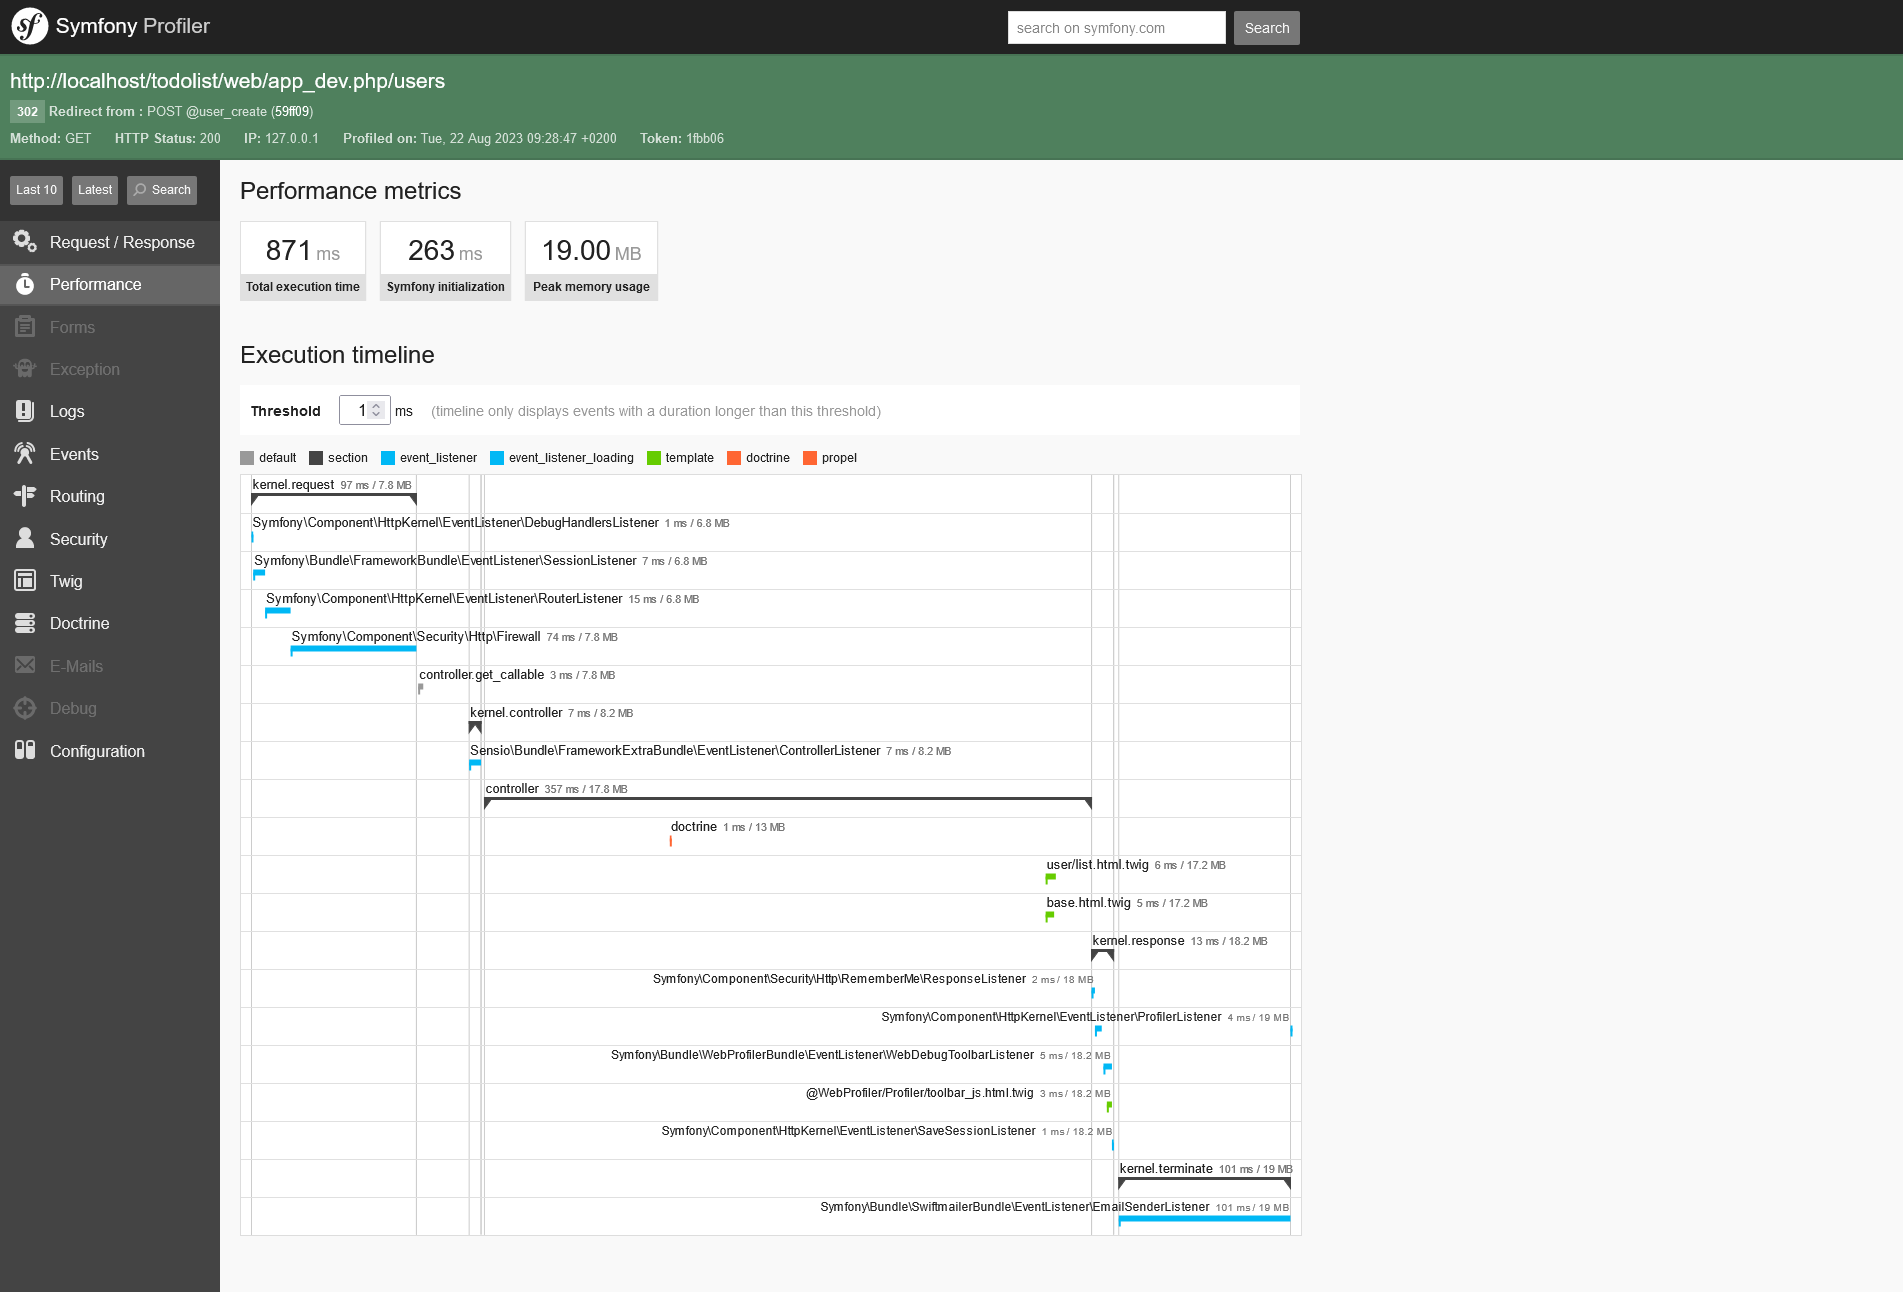 Symfony Profiler
search on symfony.com Search
http://localhost/todolist/web/app_dev.php/users
302 Redirect from : POST @user_create (59ff09)
Method: GET HTTP Status: 200 IP: 127.0.0.1 Profiled on: Tue, 22 Aug 2023 09:28:47 +0200 Token: 1fbb06
Last 10 Latest Search
Request / Response
Performance
Forms
Exception
Logs
Events
Routing
Security
Twig
Doctrine
E-Mails
Debug
Configuration
Performance metrics
871 ms
Total execution time
263 ms
Symfony initialization
19.00 MB
Peak memory usage
Execution timeline
Threshold 1 ms (timeline only displays events with a duration longer than this threshold)
default section event_listener event_listener_loading template doctrine propel
kernel.request 97 ms / 7.8 MB
Symfony\Component\HttpKernel\EventListener\DebugHandlersListener 1 ms / 6.8 MB
Symfony\Bundle\FrameworkBundle\EventListener\SessionListener 7 ms / 6.8 MB
Symfony\Component\HttpKernel\EventListener\RouterListener 15 ms / 6.8 MB
Symfony\Component\Security\Http\Firewall 74 ms / 7.8 MB
controller.get_callable 3 ms / 7.8 MB
kernel.controller 7 ms / 8.2 MB
Sensio\Bundle\FrameworkExtraBundle\EventListener\ControllerListener 7 ms / 8.2 MB
controller 357 ms / 17.8 MB
doctrine 1 ms / 13 MB
user/list.html.twig 6 ms / 17.2 MB
base.html.twig 5 ms / 17.2 MB
kernel.response 13 ms / 18.2 MB
Symfony\Component\Security\Http\RememberMe\ResponseListener 2 ms / 18 MB
Symfony\Component\HttpKernel\EventListener\ProfilerListener 4 ms / 19 MB
Symfony\Bundle\WebProfilerBundle\EventListener\WebDebugToolbarListener 5 ms / 18.2 MB
@WebProfiler/Profiler/toolbar_js.html.twig 3 ms / 18.2 MB
Symfony\Component\HttpKernel\EventListener\SaveSessionListener 1 ms / 18.2 MB
kernel.terminate 101 ms / 19 MB
Symfony\Bundle\SwiftmailerBundle\EventListener\EmailSenderListener 101 ms / 19 MB